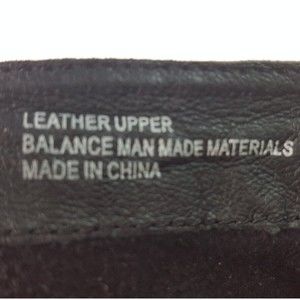 LEATHER UPPER
BALANCE MAN MADE MATERIALS
MADE IN CHINA